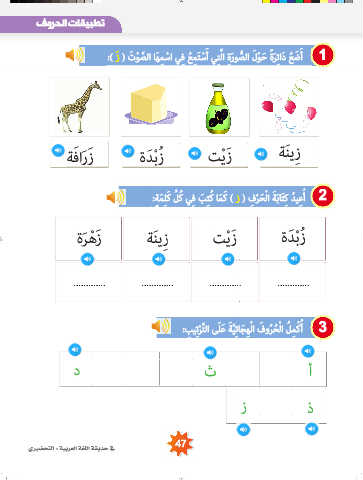 تطبيقات الحروف
1 أَضَعُ دَائِرَةً حَوْلَ الصُّورَةِ الَّتِي أَسْتَمِعُ فِي اسْمِهَا الصَّوْتَ ( زَ ):
زِينَة زَيْت زُبْدَة زَرَافَة
2 أُعِيدُ كِتَابَةَ الْحَرْفِ ( ز ) كَمَا كُتِبَ فِي كُلِّ كَلِمَةٍ:
زُبْدَة زَيْت زِينَة زَهْرَة
............ ............ ............ ............
3 أُكْمِلُ الْحُرُوفَ الْهِجَائِيَّةَ عَلَى التَّرْتِيبِ:
أ ث د
ذ ز
47
في حديقة اللغة العربية - التحضيري